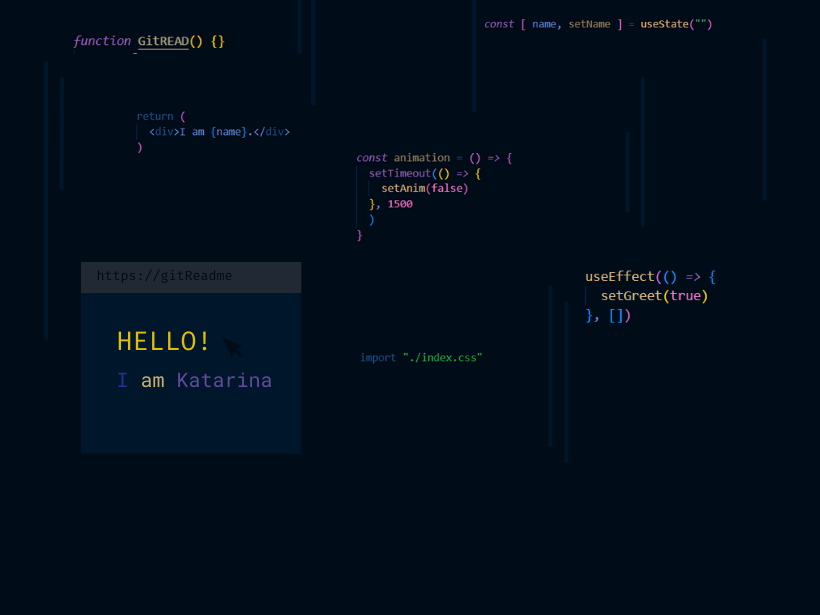 const [ name, setName ] = useState("")
function GitREAD() {}
return (
<div>I am {name}.</div>
)
const animation = () => {
setTimeout(() => {
setAnim(false)
}, 1500
)
}
https://gitReadme
HELLO!
I am Katarina
useEffect(() => {
setGreet(true)
}, [])
import "./index.css"